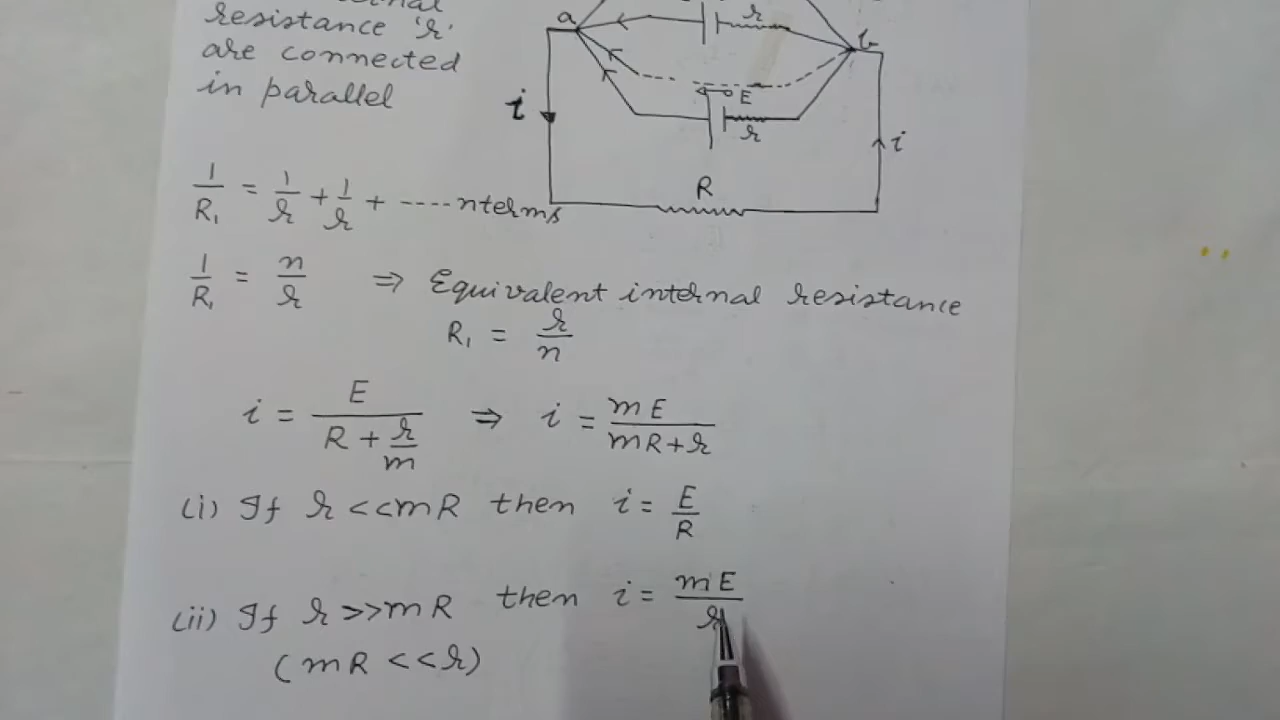 resistance 'r'
are connected
in parallel
a
r
b
E
r
i
i
R
1/R₁ = 1/r + 1/r + ---- n terms
1/R₁ = n/r ⇒ Equivalent internal resistance
R₁ = r/n
i = E/(R + r/m) ⇒ i = mE/(mR + r)
(i) If r <<mR then i = E/R
(ii) If r >>mR then i = mE/r
(mR <<r)